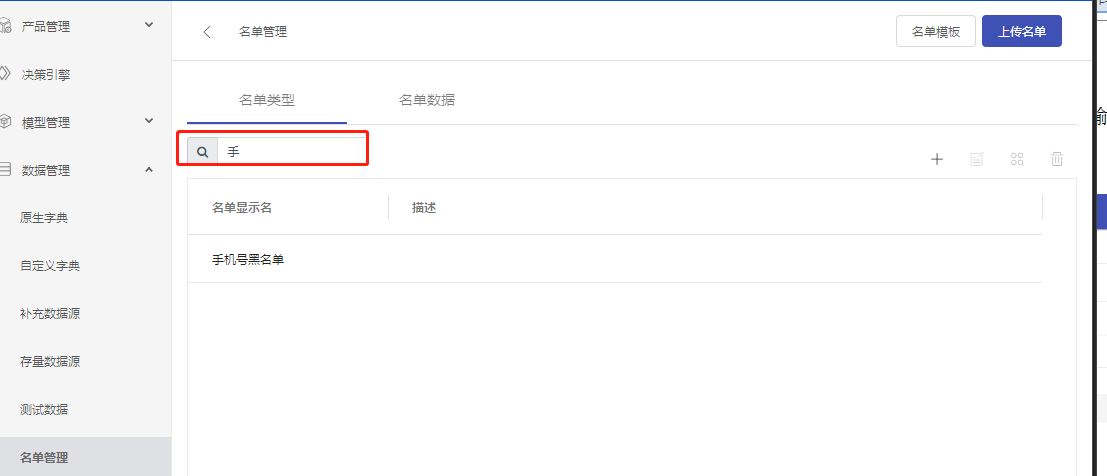 产品管理
决策引擎
模型管理
数据管理
原生字典
自定义字典
补充数据源
存量数据源
测试数据
名单管理
名单管理
名单模板
上传名单
名单类型
名单数据
手
名单显示名
描述
手机号黑名单